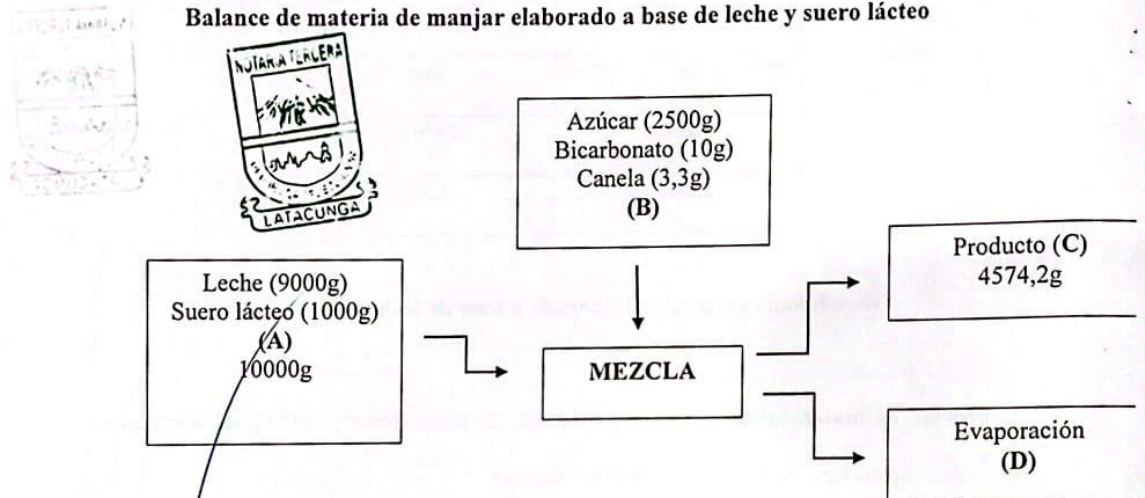 Balance de materia de manjar elaborado a base de leche y suero lácteo
NOTARIA TERCERA
LATACUNGA
Azúcar (2500g)
Bicarbonato (10g)
Canela (3,3g)
(B)
Leche (9000g)
Suero lácteo (1000g)
(A)
10000g
MEZCLA
Producto (C)
4574,2g
Evaporación
(D)